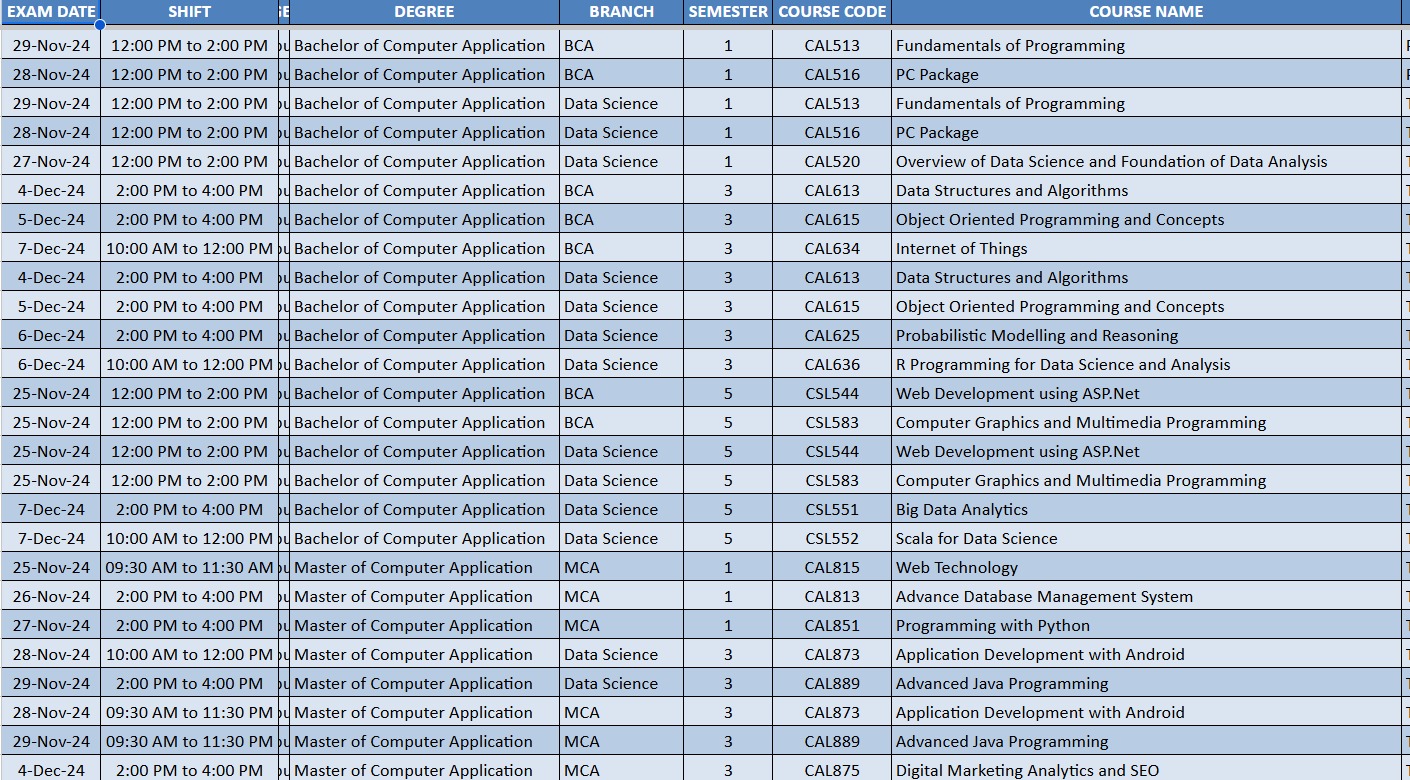 EXAM DATE SHIFT DEGREE BRANCH SEMESTER COURSE CODE COURSE NAME
29-Nov-24 12:00 PM to 2:00 PM Bachelor of Computer Application BCA 1 CAL513 Fundamentals of Programming
28-Nov-24 12:00 PM to 2:00 PM Bachelor of Computer Application BCA 1 CAL516 PC Package
29-Nov-24 12:00 PM to 2:00 PM Bachelor of Computer Application Data Science 1 CAL513 Fundamentals of Programming
28-Nov-24 12:00 PM to 2:00 PM Bachelor of Computer Application Data Science 1 CAL516 PC Package
27-Nov-24 12:00 PM to 2:00 PM Bachelor of Computer Application Data Science 1 CAL520 Overview of Data Science and Foundation of Data Analysis
4-Dec-24 2:00 PM to 4:00 PM Bachelor of Computer Application BCA 3 CAL613 Data Structures and Algorithms
5-Dec-24 2:00 PM to 4:00 PM Bachelor of Computer Application BCA 3 CAL615 Object Oriented Programming and Concepts
7-Dec-24 10:00 AM to 12:00 PM Bachelor of Computer Application BCA 3 CAL634 Internet of Things
4-Dec-24 2:00 PM to 4:00 PM Bachelor of Computer Application Data Science 3 CAL613 Data Structures and Algorithms
5-Dec-24 2:00 PM to 4:00 PM Bachelor of Computer Application Data Science 3 CAL615 Object Oriented Programming and Concepts
6-Dec-24 2:00 PM to 4:00 PM Bachelor of Computer Application Data Science 3 CAL625 Probabilistic Modelling and Reasoning
6-Dec-24 10:00 AM to 12:00 PM Bachelor of Computer Application Data Science 3 CAL636 R Programming for Data Science and Analysis
25-Nov-24 12:00 PM to 2:00 PM Bachelor of Computer Application BCA 5 CSL544 Web Development using ASP.Net
25-Nov-24 12:00 PM to 2:00 PM Bachelor of Computer Application BCA 5 CSL583 Computer Graphics and Multimedia Programming
25-Nov-24 12:00 PM to 2:00 PM Bachelor of Computer Application Data Science 5 CSL544 Web Development using ASP.Net
25-Nov-24 12:00 PM to 2:00 PM Bachelor of Computer Application Data Science 5 CSL583 Computer Graphics and Multimedia Programming
7-Dec-24 2:00 PM to 4:00 PM Bachelor of Computer Application Data Science 5 CSL551 Big Data Analytics
7-Dec-24 10:00 AM to 12:00 PM Bachelor of Computer Application Data Science 5 CSL552 Scala for Data Science
25-Nov-24 09:30 AM to 11:30 AM Master of Computer Application MCA 1 CAL815 Web Technology
26-Nov-24 2:00 PM to 4:00 PM Master of Computer Application MCA 1 CAL813 Advance Database Management System
27-Nov-24 2:00 PM to 4:00 PM Master of Computer Application MCA 1 CAL851 Programming with Python
28-Nov-24 10:00 AM to 12:00 PM Master of Computer Application Data Science 3 CAL873 Application Development with Android
29-Nov-24 2:00 PM to 4:00 PM Master of Computer Application Data Science 3 CAL889 Advanced Java Programming
28-Nov-24 09:30 AM to 11:30 PM Master of Computer Application MCA 3 CAL873 Application Development with Android
29-Nov-24 09:30 AM to 11:30 PM Master of Computer Application MCA 3 CAL889 Advanced Java Programming
4-Dec-24 2:00 PM to 4:00 PM Master of Computer Application MCA 3 CAL875 Digital Marketing Analytics and SEO